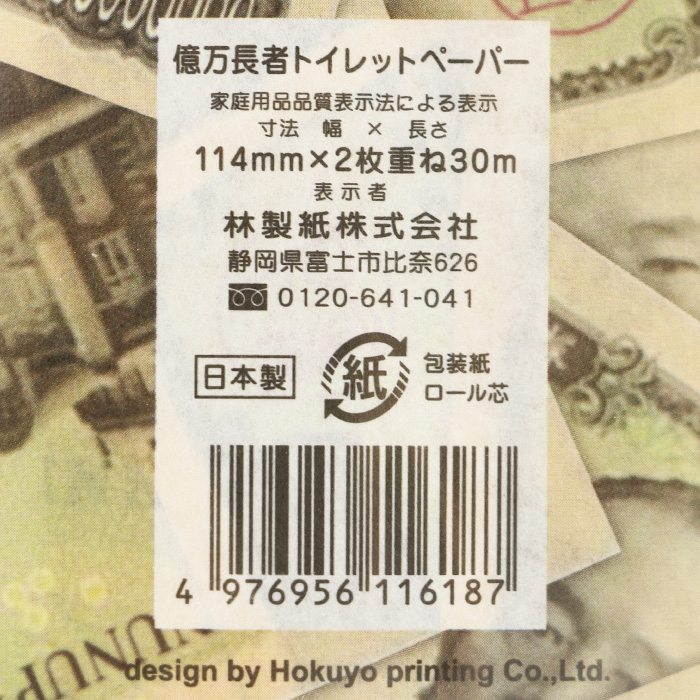 億万長者トイレットペーパー
家庭用品品質表示法による表示
寸法 幅 × 長さ
114mm×2枚重ね30m
表示者
林製紙株式会社
静岡県富士市比奈626
0120-641-041
日本製
紙
包装紙
ロール芯
4 976956 116187
design by Hokuyo printing Co.,Ltd.